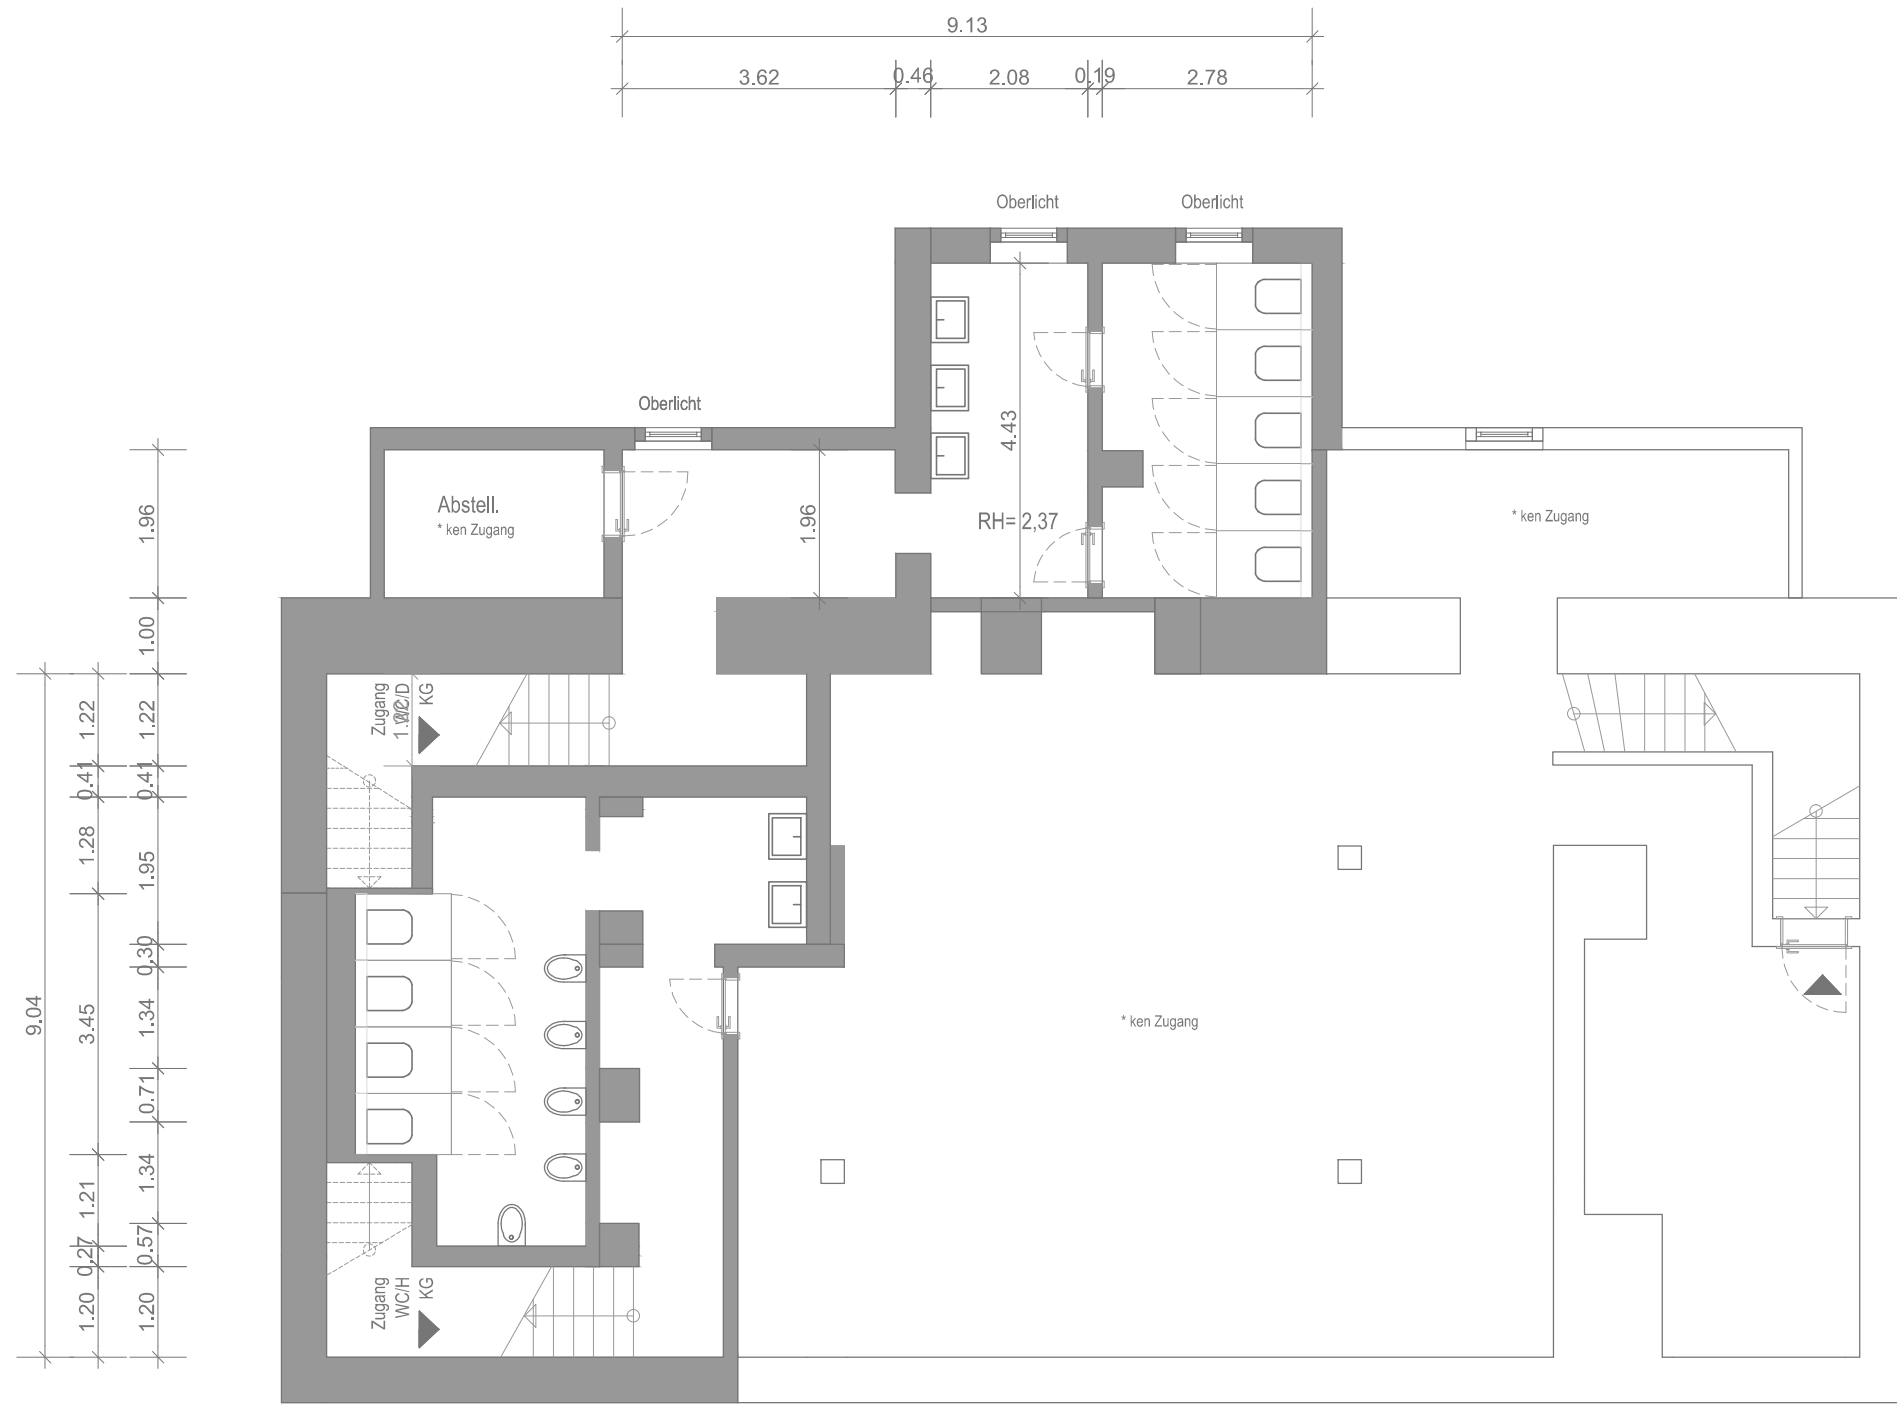 9.13
3.62
0.46
2.08
0.19
2.78
Oberlicht
Oberlicht
Oberlicht
4.43
RH= 2,37
Abstell.
* ken Zugang
1.96
* ken Zugang
1.96
1.00
1.22
0.41
1.95
0.30
1.34
0.71
1.34
0.57
1.20
1.22
0.41
1.28
3.45
1.21
0.27
1.20
9.04
Zugang
WC/D
KG
* ken Zugang
Zugang
WC/H
KG